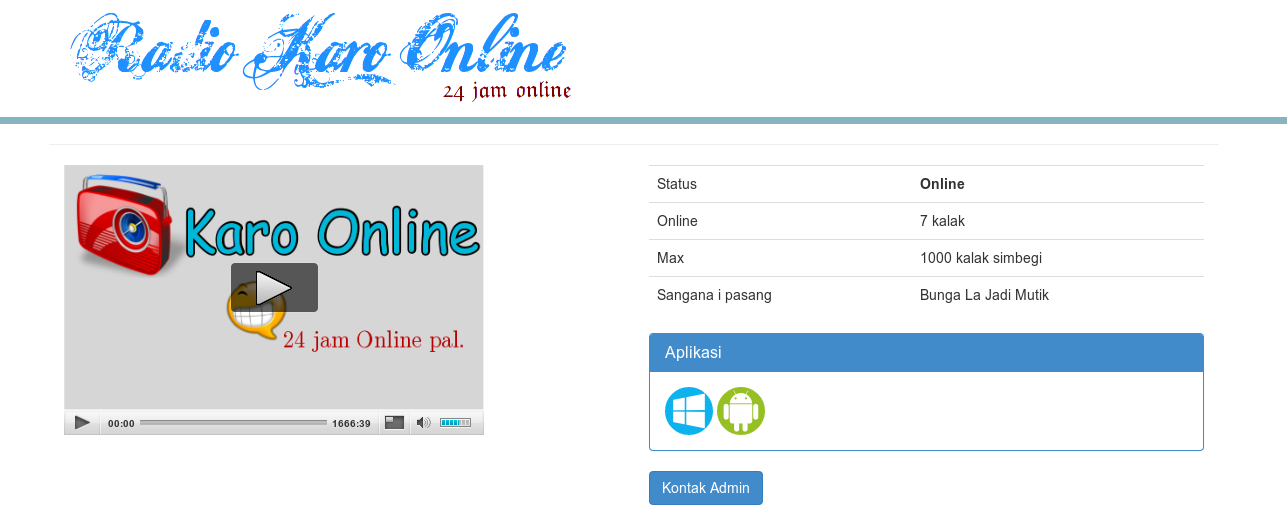 Radio Karo Online
24 jam online
Karo Online
24 jam Online pal.
00:00 1666:39
Status Online
Online 7 kalak
Max 1000 kalak simbegi
Sangana i pasang Bunga La Jadi Mutik
Aplikasi
Kontak Admin